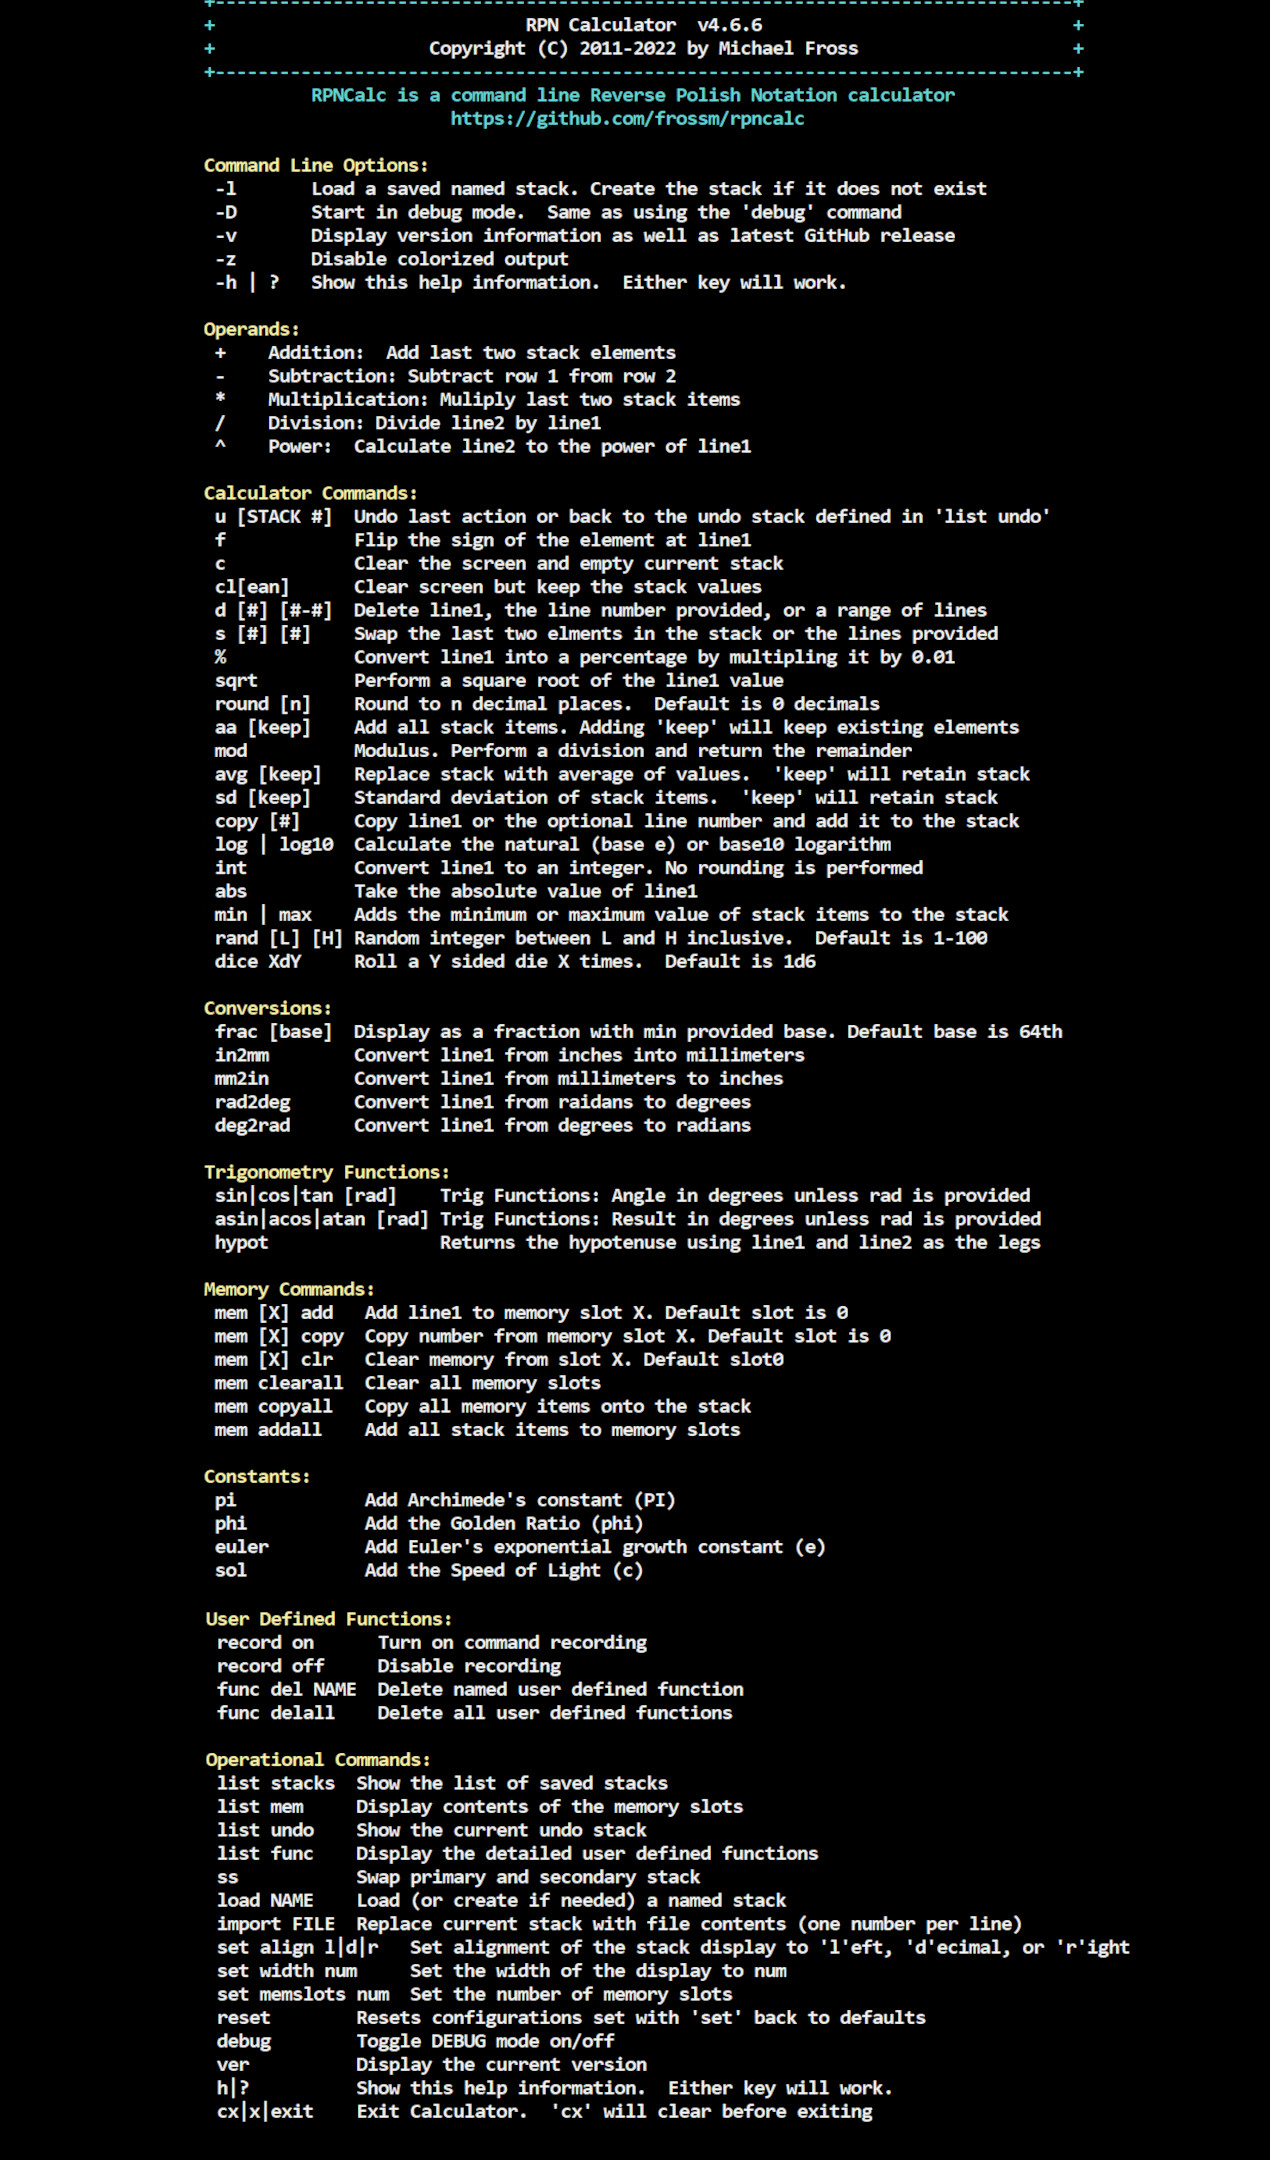 +--------------------------------------------------------------------------------+
+                             RPN Calculator  v4.6.6                             +
+                    Copyright (C) 2011-2022 by Michael Fross                    +
+--------------------------------------------------------------------------------+
RPNCalc is a command line Reverse Polish Notation calculator
https://github.com/frossm/rpncalc
Command Line Options:
-l       Load a saved named stack. Create the stack if it does not exist
-D       Start in debug mode.  Same as using the 'debug' command
-v       Display version information as well as latest GitHub release
-z       Disable colorized output
-h | ?   Show this help information.  Either key will work.
Operands:
+    Addition:  Add last two stack elements
-    Subtraction: Subtract row 1 from row 2
*    Multiplication: Muliply last two stack items
/    Division: Divide line2 by line1
^    Power:  Calculate line2 to the power of line1
Calculator Commands:
u [STACK #]  Undo last action or back to the undo stack defined in 'list undo'
f            Flip the sign of the element at line1
c            Clear the screen and empty current stack
cl[ean]      Clear screen but keep the stack values
d [#] [#-#]  Delete line1, the line number provided, or a range of lines
s [#] [#]    Swap the last two elments in the stack or the lines provided
%            Convert line1 into a percentage by multipling it by 0.01
sqrt         Perform a square root of the line1 value
round [n]    Round to n decimal places.  Default is 0 decimals
aa [keep]    Add all stack items. Adding 'keep' will keep existing elements
mod          Modulus. Perform a division and return the remainder
avg [keep]   Replace stack with average of values.  'keep' will retain stack
sd [keep]    Standard deviation of stack items.  'keep' will retain stack
copy [#]     Copy line1 or the optional line number and add it to the stack
log | log10  Calculate the natural (base e) or base10 logarithm
int          Convert line1 to an integer. No rounding is performed
abs          Take the absolute value of line1
min | max    Adds the minimum or maximum value of stack items to the stack
rand [L] [H] Random integer between L and H inclusive.  Default is 1-100
dice XdY     Roll a Y sided die X times.  Default is 1d6
Conversions:
frac [base]  Display as a fraction with min provided base. Default base is 64th
in2mm        Convert line1 from inches into millimeters
mm2in        Convert line1 from millimeters to inches
rad2deg      Convert line1 from raidans to degrees
deg2rad      Convert line1 from degrees to radians
Trigonometry Functions:
sin|cos|tan [rad]    Trig Functions: Angle in degrees unless rad is provided
asin|acos|atan [rad] Trig Functions: Result in degrees unless rad is provided
hypot                Returns the hypotenuse using line1 and line2 as the legs
Memory Commands:
mem [X] add   Add line1 to memory slot X. Default slot is 0
mem [X] copy  Copy number from memory slot X. Default slot is 0
mem [X] clr   Clear memory from slot X. Default slot0
mem clearall  Clear all memory slots
mem copyall   Copy all memory items onto the stack
mem addall    Add all stack items to memory slots
Constants:
pi            Add Archimede's constant (PI)
phi           Add the Golden Ratio (phi)
euler         Add Euler's exponential growth constant (e)
sol           Add the Speed of Light (c)
User Defined Functions:
record on      Turn on command recording
record off     Disable recording
func del NAME  Delete named user defined function
func delall    Delete all user defined functions
Operational Commands:
list stacks  Show the list of saved stacks
list mem     Display contents of the memory slots
list undo    Show the current undo stack
list func    Display the detailed user defined functions
ss           Swap primary and secondary stack
load NAME    Load (or create if needed) a named stack
import FILE  Replace current stack with file contents (one number per line)
set align l|d|r   Set alignment of the stack display to 'l'eft, 'd'ecimal, or 'r'ight
set width num     Set the width of the display to num
set memslots num  Set the number of memory slots
reset        Resets configurations set with 'set' back to defaults
debug        Toggle DEBUG mode on/off
ver          Display the current version
h|?          Show this help information.  Either key will work.
cx|x|exit    Exit Calculator.  'cx' will clear before exiting